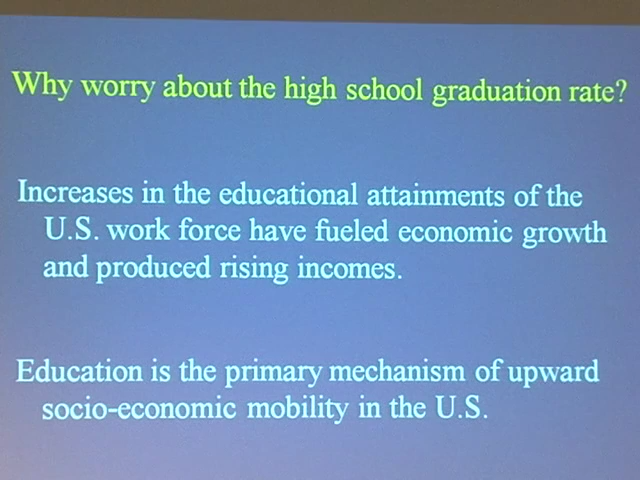 Why worry about the high school graduation rate?
Increases in the educational attainments of the
U.S. work force have fueled economic growth
and produced rising incomes.
Education is the primary mechanism of upward
socio-economic mobility in the U.S.